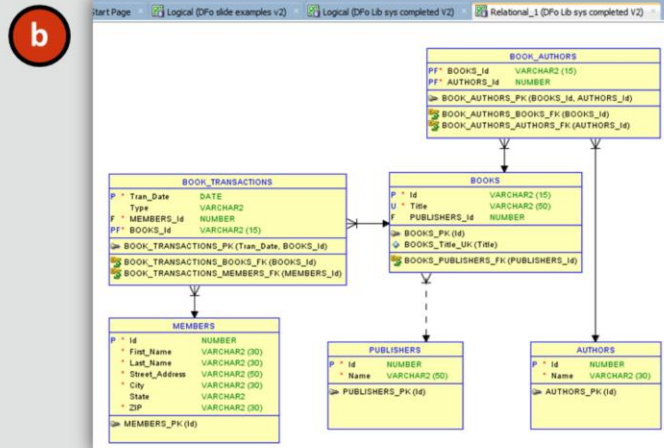 b
Start Page
Logical (DFo slide examples v2)
Logical (DFo Lib sys completed V2)
Relational_1 (DFo Lib sys completed V2)
BOOK_AUTHORS
PF* BOOKS_Id VARCHAR2 (15)
PF* AUTHORS_Id NUMBER
BOOK_AUTHORS_PK (BOOKS_Id, AUTHORS_Id)
BOOK_AUTHORS_BOOKS_FK (BOOKS_Id)
BOOK_AUTHORS_AUTHORS_FK (AUTHORS_Id)
BOOK_TRANSACTIONS
P * Tran_Date DATE
Type VARCHAR2
F * MEMBERS_Id NUMBER
PF* BOOKS_Id VARCHAR2 (15)
BOOK_TRANSACTIONS_PK (Tran_Date, BOOKS_Id)
BOOK_TRANSACTIONS_BOOKS_FK (BOOKS_Id)
BOOK_TRANSACTIONS_MEMBERS_FK (MEMBERS_Id)
BOOKS
P * Id VARCHAR2 (15)
U * Title VARCHAR2 (50)
F PUBLISHERS_Id NUMBER
BOOKS_PK (Id)
BOOKS_Title_UK (Title)
BOOKS_PUBLISHERS_FK (PUBLISHERS_Id)
MEMBERS
P * Id NUMBER
* First_Name VARCHAR2 (30)
* Last_Name VARCHAR2 (30)
* Street_Address VARCHAR2 (50)
* City VARCHAR2 (30)
State VARCHAR2
* ZIP VARCHAR2 (30)
MEMBERS_PK (Id)
PUBLISHERS
P * Id NUMBER
* Name VARCHAR2 (50)
PUBLISHERS_PK (Id)
AUTHORS
P * Id NUMBER
* Name VARCHAR2 (30)
AUTHORS_PK (Id)